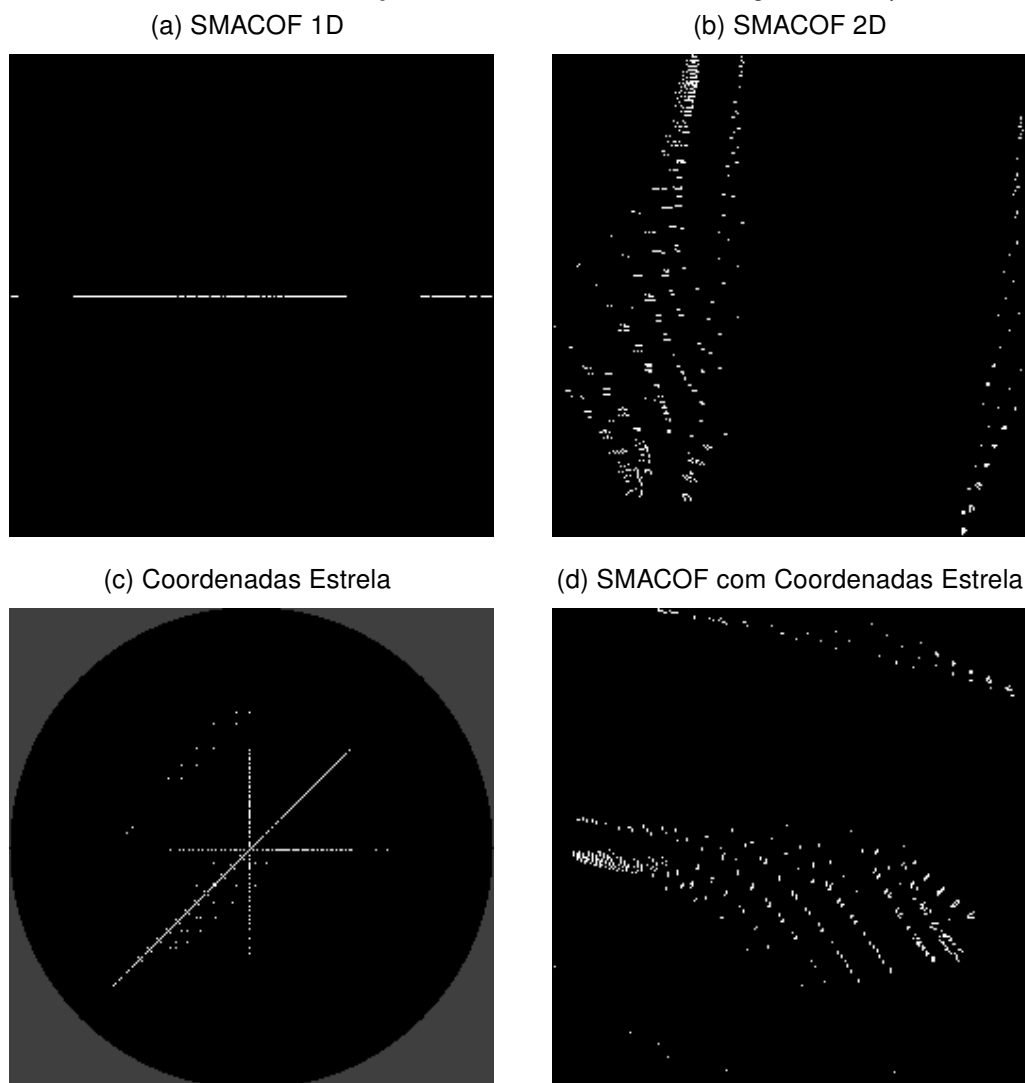 (a) SMACOF 1D
(b) SMACOF 2D
(c) Coordenadas Estrela
(d) SMACOF com Coordenadas Estrela